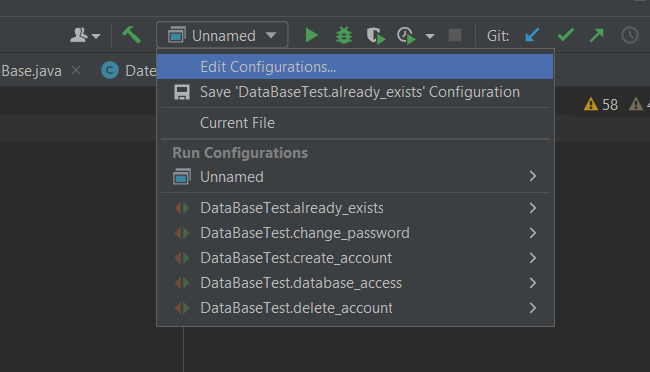 Unnamed
Git:
Base.java
C
Date
Edit Configurations...
58
Save 'DataBaseTest.already_exists' Configuration
Current File
Run Configurations
Unnamed
DataBaseTest.already_exists
DataBaseTest.change_password
DataBaseTest.create_account
DataBaseTest.database_access
DataBaseTest.delete_account